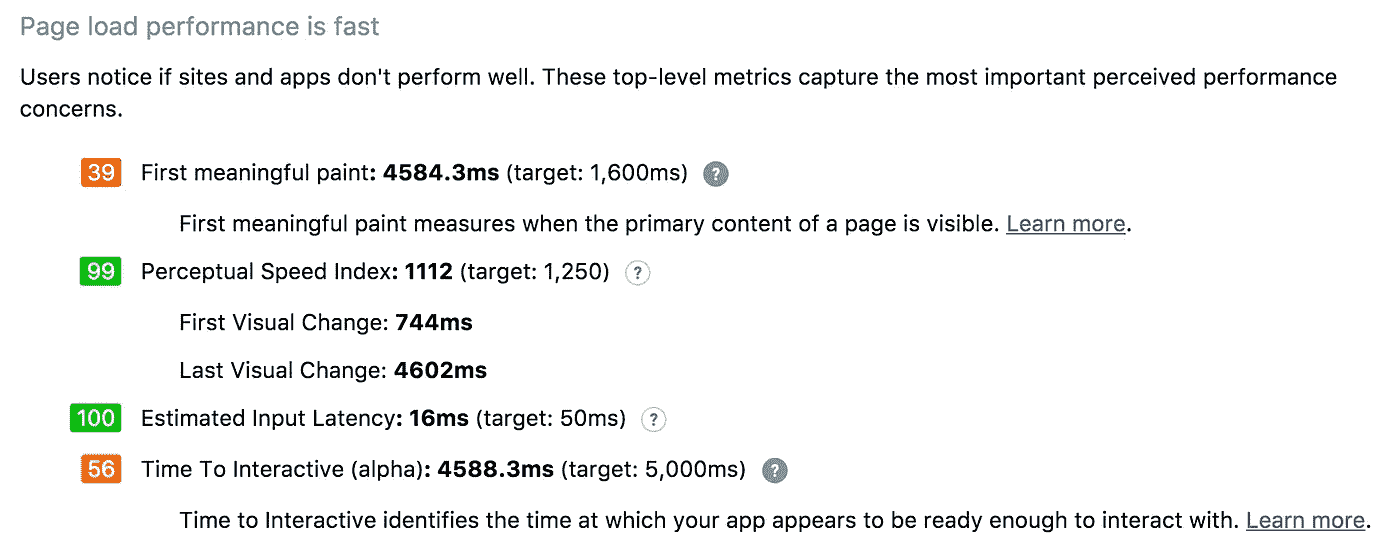 Page load performance is fast
Users notice if sites and apps don't perform well. These top-level metrics capture the most important perceived performance
concerns.
39 First meaningful paint: 4584.3ms (target: 1,600ms) ?
First meaningful paint measures when the primary content of a page is visible. Learn more.
99 Perceptual Speed Index: 1112 (target: 1,250) ?
First Visual Change: 744ms
Last Visual Change: 4602ms
100 Estimated Input Latency: 16ms (target: 50ms) ?
56 Time To Interactive (alpha): 4588.3ms (target: 5,000ms) ?
Time to Interactive identifies the time at which your app appears to be ready enough to interact with. Learn more.